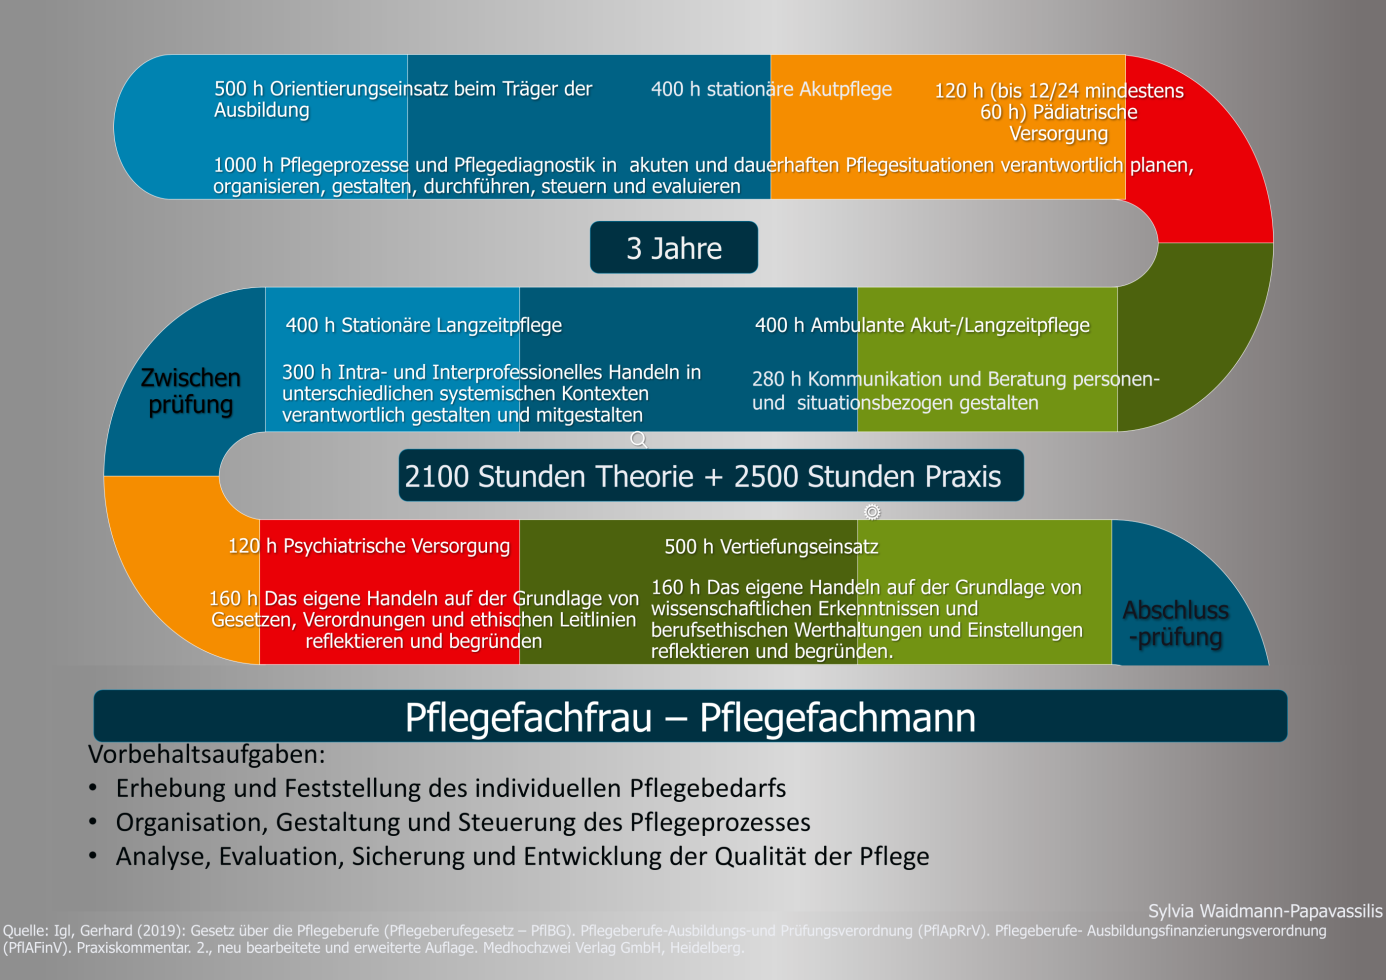 500 h Orientierungseinsatz beim Träger der
Ausbildung
400 h stationäre Akutpflege
120 h (bis 12/24 mindestens
60 h) Pädiatrische
Versorgung
1000 h Pflegeprozesse und Pflegediagnostik in akuten und dauerhaften Pflegesituationen verantwortlich planen,
organisieren, gestalten, durchführen, steuern und evaluieren
3 Jahre
400 h Stationäre Langzeitpflege
400 h Ambulante Akut-/Langzeitpflege
Zwischen
prüfung
300 h Intra- und Interprofessionelles Handeln in
unterschiedlichen systemischen Kontexten
verantwortlich gestalten und mitgestalten
280 h Kommunikation und Beratung personen-
und situationsbezogen gestalten
2100 Stunden Theorie + 2500 Stunden Praxis
120 h Psychiatrische Versorgung
500 h Vertiefungseinsatz
160 h Das eigene Handeln auf der Grundlage von
Gesetzen, Verordnungen und ethischen Leitlinien
reflektieren und begründen
160 h Das eigene Handeln auf der Grundlage von
wissenschaftlichen Erkenntnissen und
berufsethischen Werthaltungen und Einstellungen
reflektieren und begründen.
Abschluss
-prüfung
Pflegefachfrau – Pflegefachmann
Vorbehaltsaufgaben:
• Erhebung und Feststellung des individuellen Pflegebedarfs
• Organisation, Gestaltung und Steuerung des Pflegeprozesses
• Analyse, Evaluation, Sicherung und Entwicklung der Qualität der Pflege
Sylvia Waidmann-Papavassilis
Quelle: Igl, Gerhard (2019): Gesetz über die Pflegeberufe (Pflegeberufegesetz – PflBG). Pflegeberufe-Ausbildungs-und Prüfungsverordnung (PflApRrV). Pflegeberufe- Ausbildungsfinanzierungsverordnung
(PflAFinV). Praxiskommentar. 2., neu bearbeitete und erweiterte Auflage. Medhochzwei Verlag GmbH, Heidelberg.